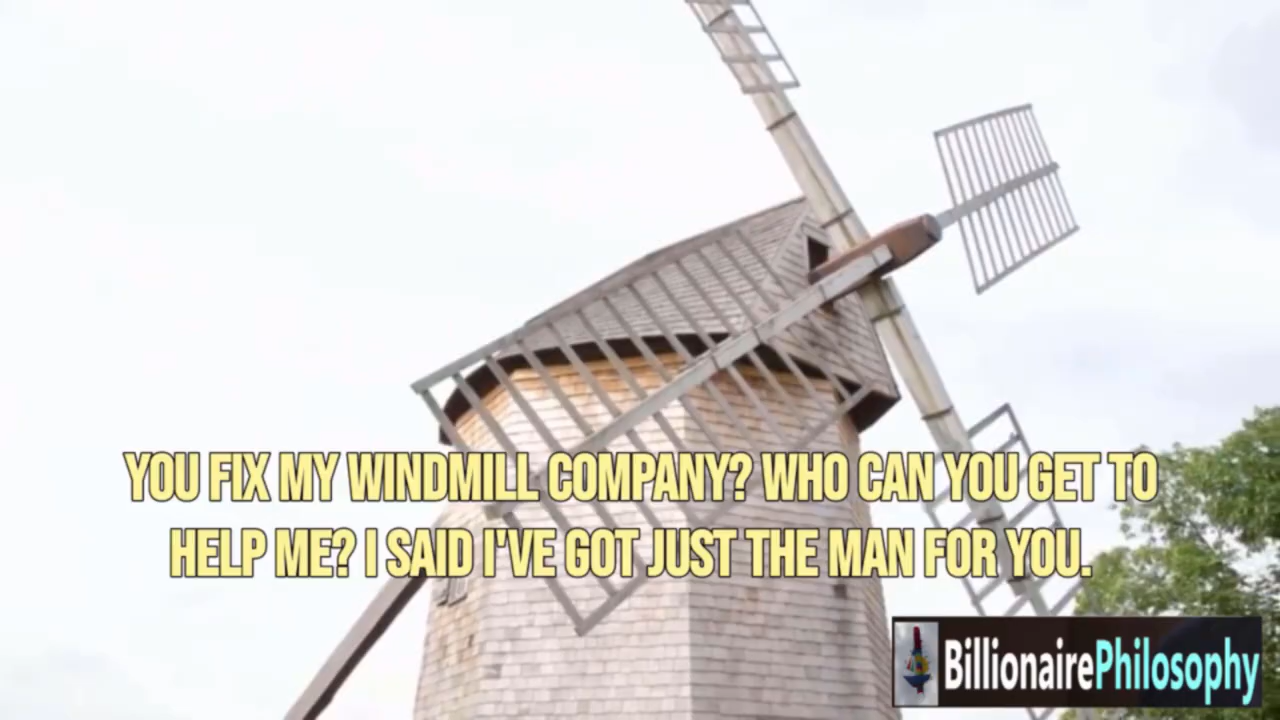 YOU FIX MY WINDMILL COMPANY? WHO CAN YOU GET TO
HELP ME? I SAID I'VE GOT JUST THE MAN FOR YOU.
BillionairePhilosophy